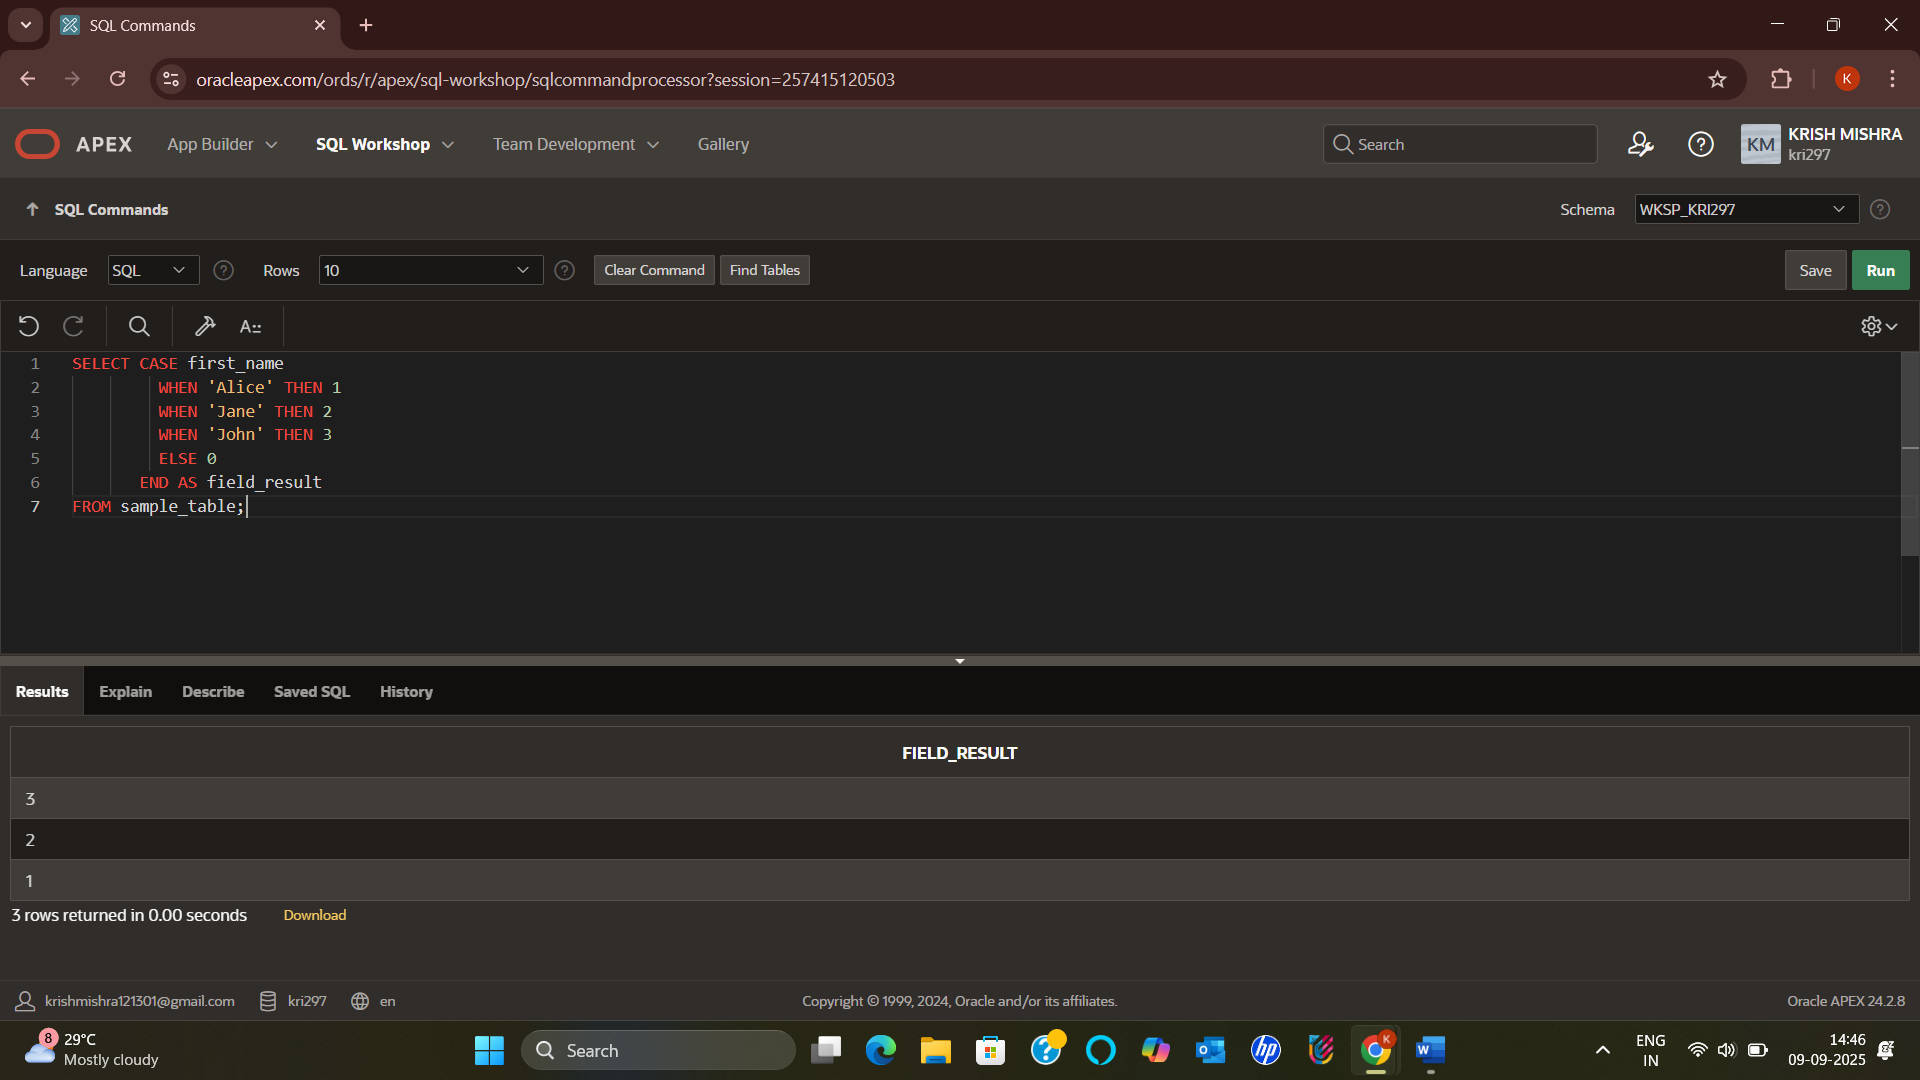 SQL Commands
oracleapex.com/ords/r/apex/sql-workshop/sqlcommandprocessor?session=257415120503
K
APEX
App Builder
SQL Workshop
Team Development
Gallery
Search
KM
KRISH MISHRA
kri297
SQL Commands
Schema
WKSP_KRI297
Language
SQL
Rows
10
Clear Command
Find Tables
Save
Run
1 SELECT CASE first_name
2 WHEN 'Alice' THEN 1
3 WHEN 'Jane' THEN 2
4 WHEN 'John' THEN 3
5 ELSE 0
6 END AS field_result
7 FROM sample_table;
Results
Explain
Describe
Saved SQL
History
FIELD_RESULT
3
2
1
3 rows returned in 0.00 seconds
Download
krishmishra121301@gmail.com
kri297
en
Copyright © 1999, 2024, Oracle and/or its affiliates.
Oracle APEX 24.2.8
8
29°C
Mostly cloudy
Search
hp
K
W
ENG
IN
14:46
09-09-2025